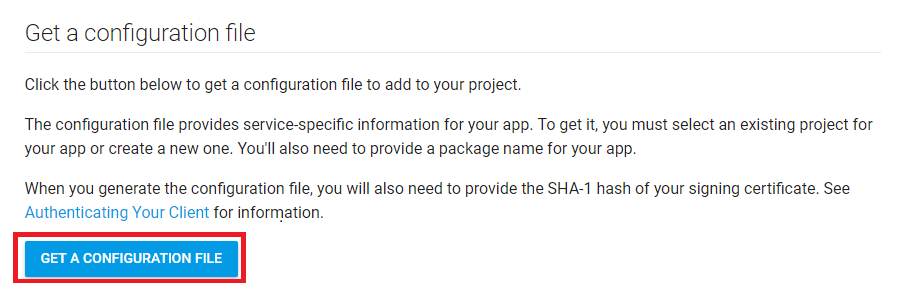 Get a configuration file
Click the button below to get a configuration file to add to your project.
The configuration file provides service-specific information for your app. To get it, you must select an existing project for
your app or create a new one. You'll also need to provide a package name for your app.
When you generate the configuration file, you will also need to provide the SHA-1 hash of your signing certificate. See
Authenticating Your Client for information.
GET A CONFIGURATION FILE